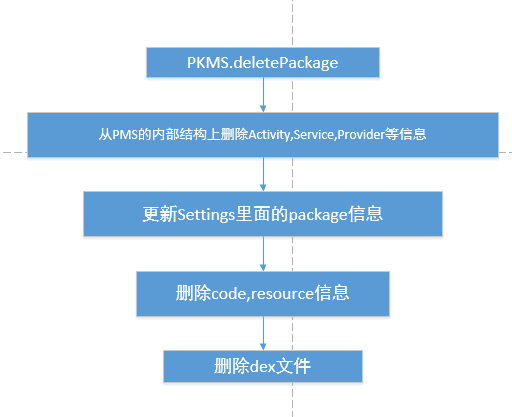 PKMS.deletePackage
从PMS的内部结构上删除Activity,Service,Provider等信息
更新Settings里面的package信息
删除code,resource信息
删除dex文件